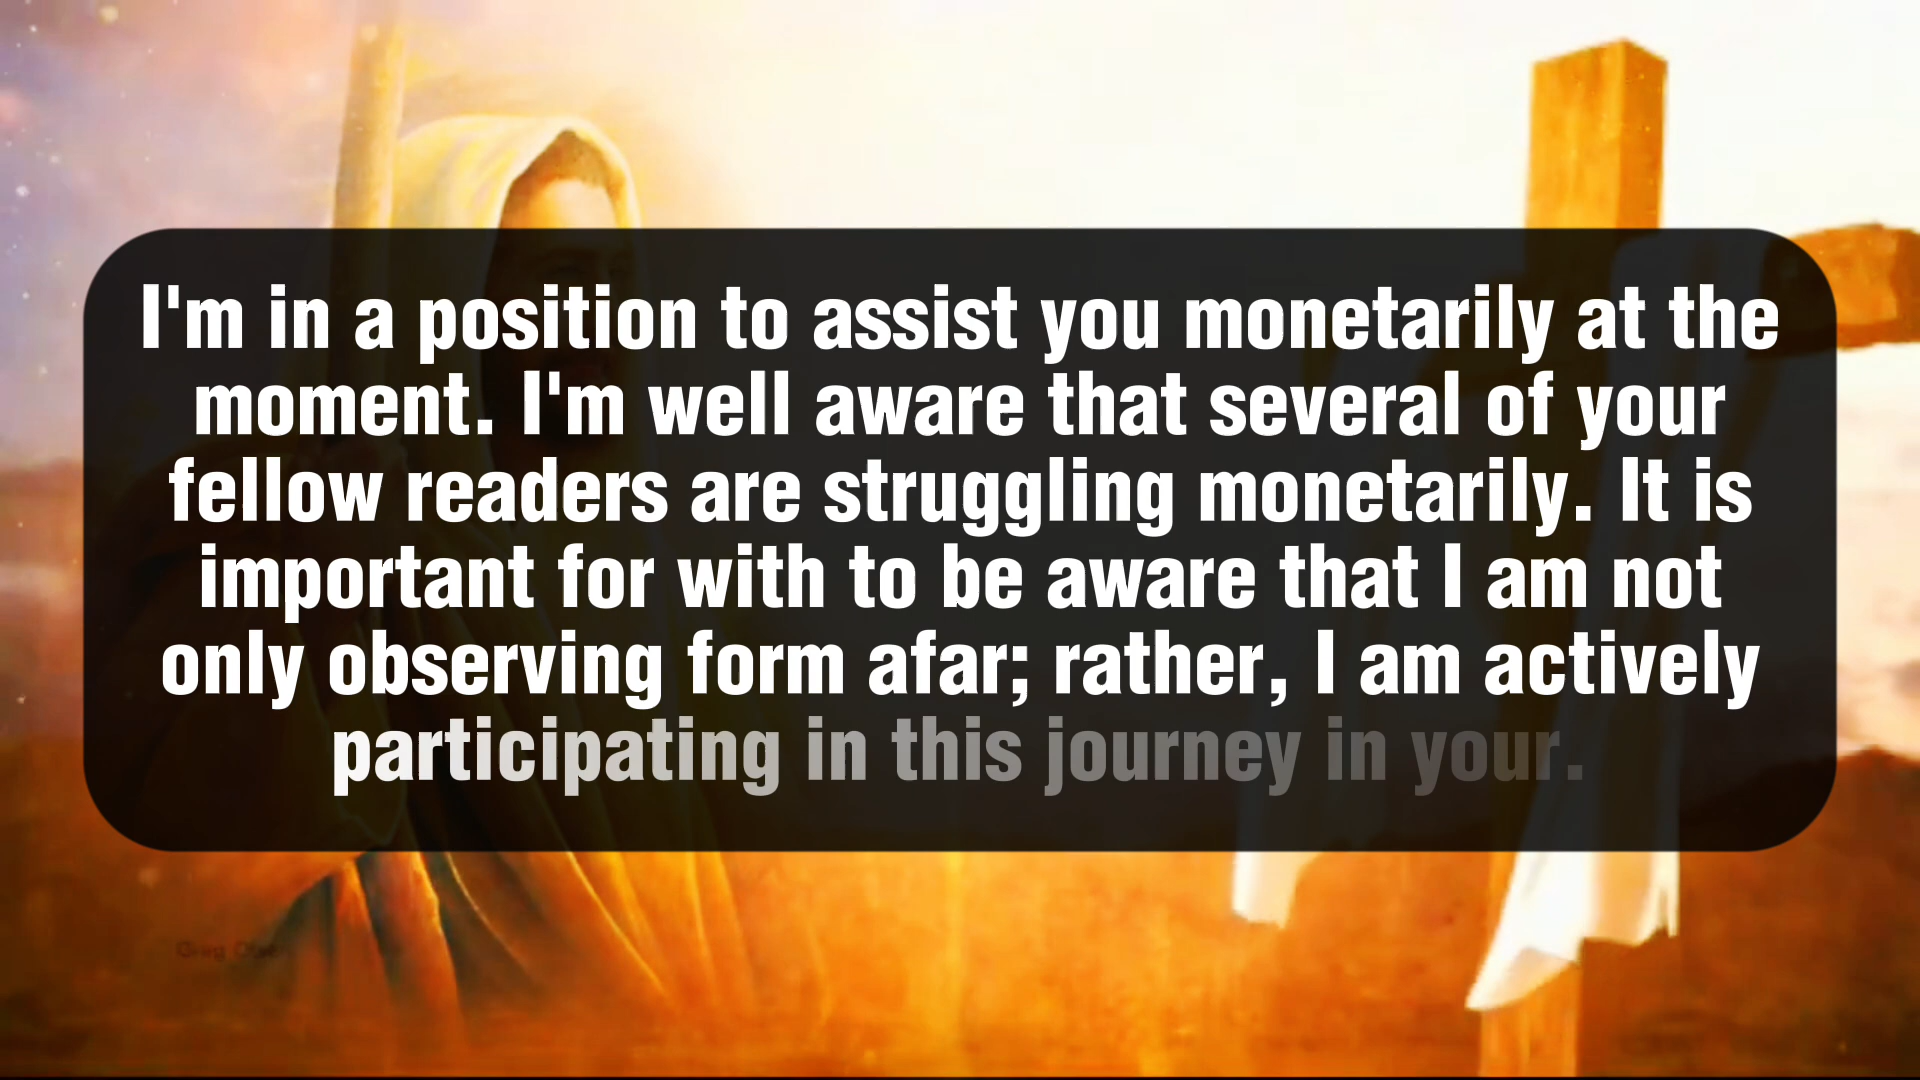 I'm in a position to assist you monetarily at the
moment. I'm well aware that several of your
fellow readers are struggling monetarily. It is
important for with to be aware that I am not
only observing form afar; rather, I am actively
participating in this journey in your.
Greg Olsen